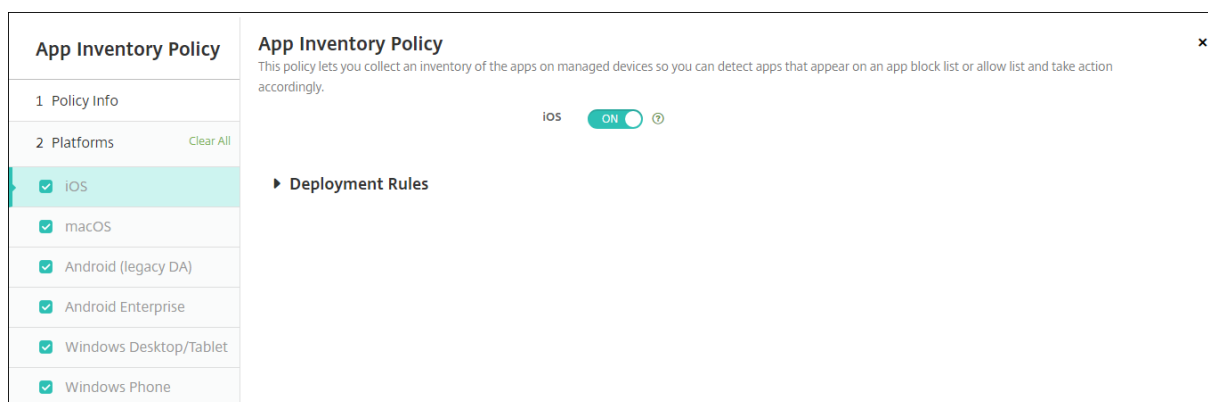 App Inventory Policy
1 Policy Info
2 Platforms Clear All
iOS
macOS
Android (legacy DA)
Android Enterprise
Windows Desktop/Tablet
Windows Phone
App Inventory Policy
This policy lets you collect an inventory of the apps on managed devices so you can detect apps that appear on an app block list or allow list and take action
accordingly.
iOS ON ?
Deployment Rules